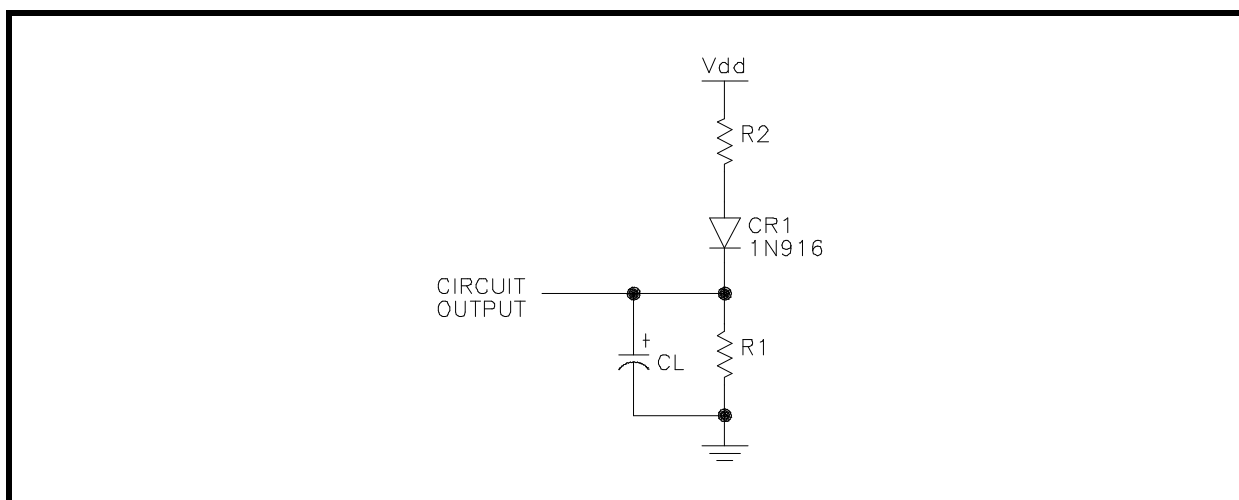 Vdd
R2
CR1
1N916
CIRCUIT
OUTPUT
+
CL
R1